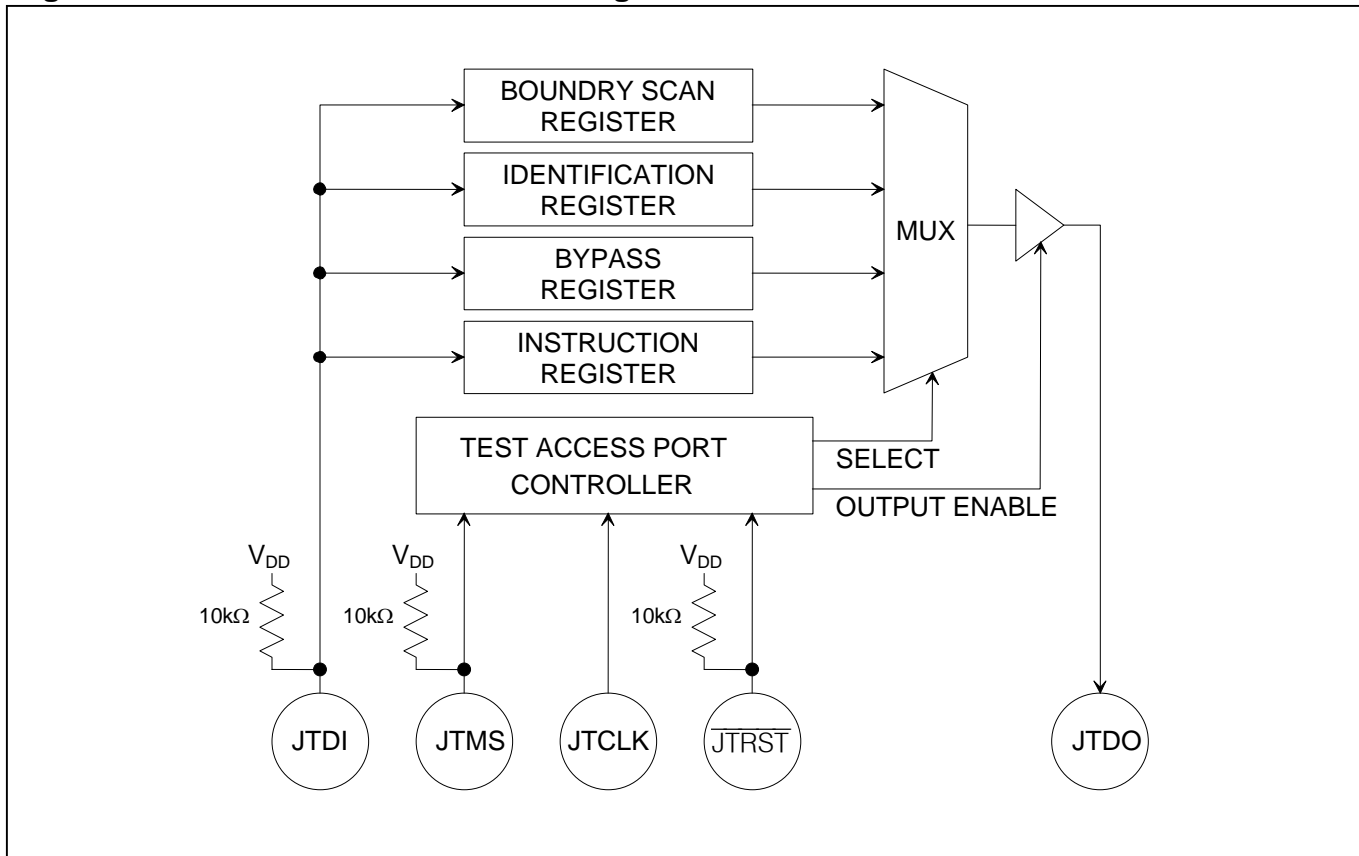 BOUNDRY SCAN
REGISTER
IDENTIFICATION
REGISTER
BYPASS
REGISTER
INSTRUCTION
REGISTER
MUX
TEST ACCESS PORT
CONTROLLER
SELECT
OUTPUT ENABLE
VDD
10kΩ
VDD
10kΩ
VDD
10kΩ
JTDI
JTMS
JTCLK
JTRST
JTDO